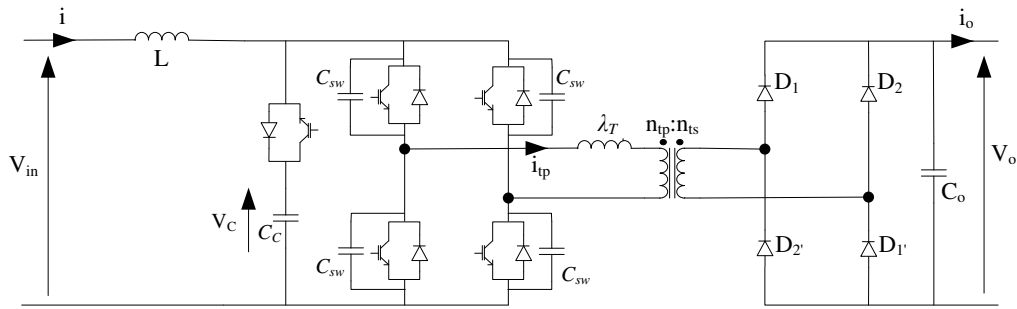 i
L
V_in
V_C
C_C
C_sw
C_sw
C_sw
C_sw
i_tp
λ_T
n_tp:n_ts
D_1
D_2
D_2'
D_1'
C_o
i_o
V_o